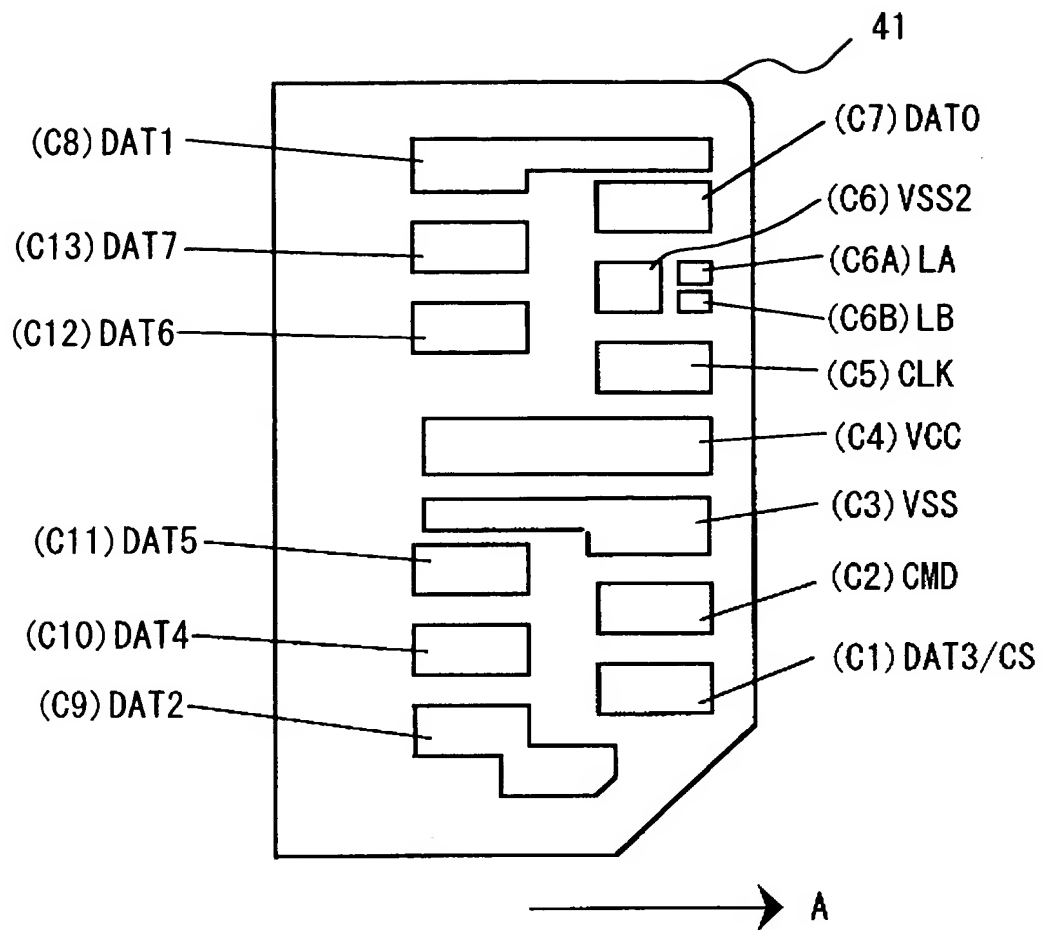 41
(C8) DAT1
(C7) DAT0
(C6) VSS2
(C13) DAT7
(C6A) LA
(C6B) LB
(C12) DAT6
(C5) CLK
(C4) VCC
(C3) VSS
(C11) DAT5
(C2) CMD
(C10) DAT4
(C1) DAT3/CS
(C9) DAT2
A